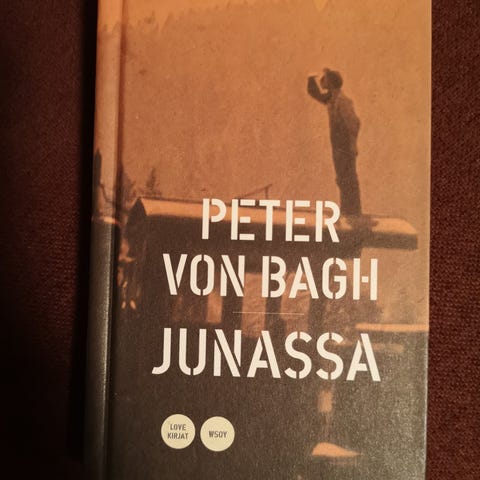 PETER
VON BAGH
JUNASSA
LOVE
KIRJAT
WSOY